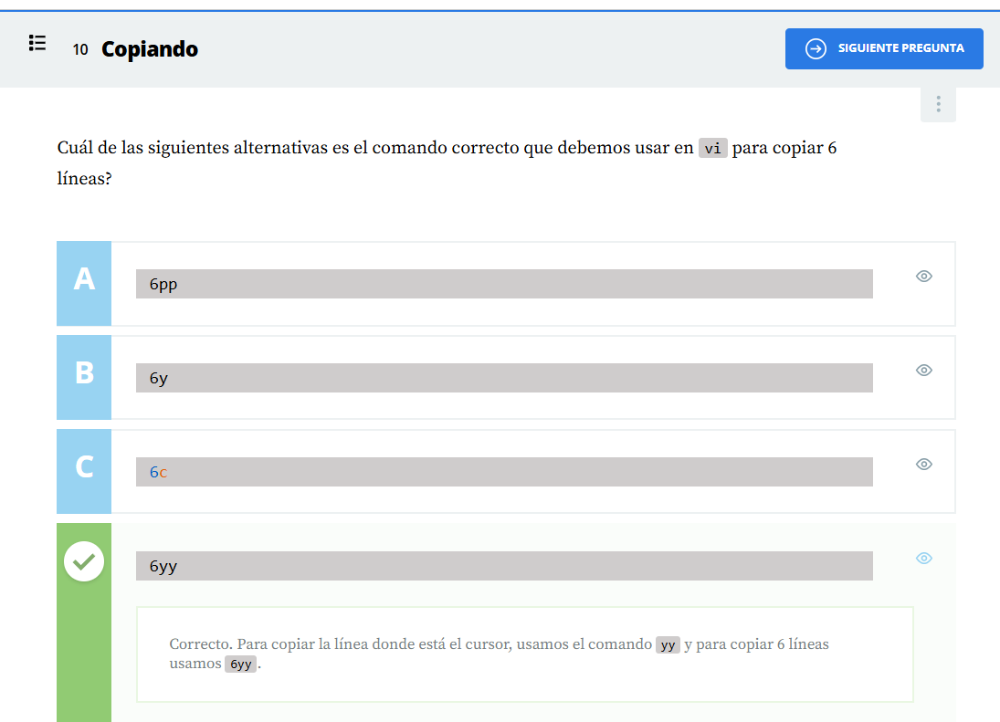 10 Copiando
SIGUIENTE PREGUNTA
Cuál de las siguientes alternativas es el comando correcto que debemos usar en vi para copiar 6
líneas?
A
6pp
B
6y
C
6c
6yy
Correcto. Para copiar la línea donde está el cursor, usamos el comando yy y para copiar 6 líneas
usamos 6yy.